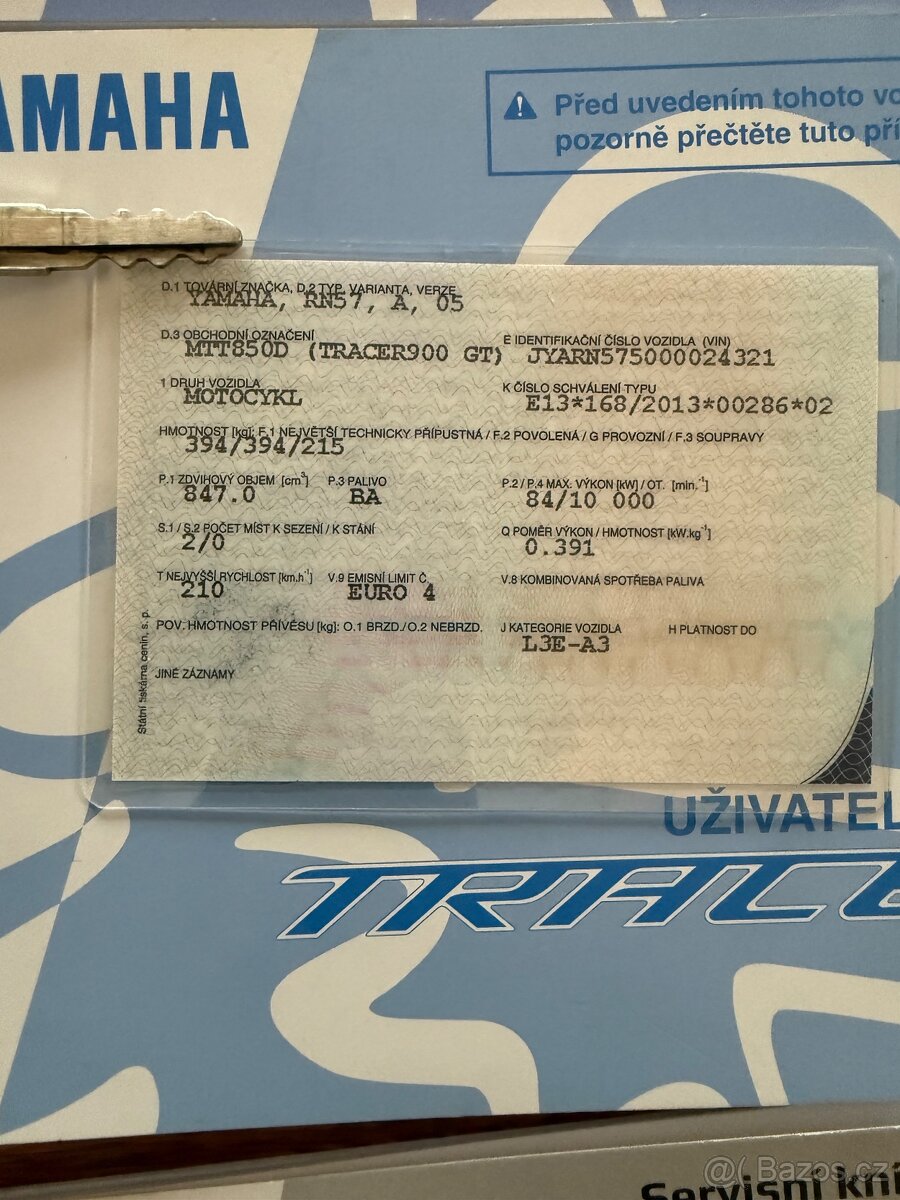 AMAHA
Před uvedením tohoto vo
pozorně přečtěte tuto pří
D.1 TOVÁRNÍ ZNAČKA, D.2 TYP, VARIANTA, VERZE
YAMAHA, RN57, A, 05
D.3 OBCHODNÍ OZNAČENÍ E IDENTIFIKAČNÍ ČÍSLO VOZIDLA (VIN)
MTT850D (TRACER900 GT) JYARN575000024321
1 DRUH VOZIDLA K ČÍSLO SCHVÁLENÍ TYPU
MOTOCYKL E13*168/2013*00286*02
HMOTNOST [kg]: F.1 NEJVĚTŠÍ TECHNICKY PŘÍPUSTNÁ / F.2 POVOLENÁ / G PROVOZNÍ / F.3 SOUPRAVY
394/394/215
P.1 ZDVIHOVÝ OBJEM [cm³] P.3 PALIVO P.2 / P.4 MAX. VÝKON [kW] / OT. [min.⁻¹]
847.0 BA 84/10 000
S.1 / S.2 POČET MÍST K SEZENÍ / K STÁNÍ Q POMĚR VÝKON / HMOTNOST [kW.kg⁻¹]
2/0 0.391
T NEJVYŠŠÍ RYCHLOST [km.h⁻¹] V.9 EMISNÍ LIMIT Č. V.8 KOMBINOVANÁ SPOTŘEBA PALIVA
210 EURO 4
POV. HMOTNOST PŘÍVĚSU [kg]: O.1 BRZD./O.2 NEBRZD. J KATEGORIE VOZIDLA H PLATNOST DO
L3E-A3
JINÉ ZÁZNAMY
Státní tiskárna cenin, s. p.
UŽIVATEL
TRACE
Servisní kni
@( Bazos.cz